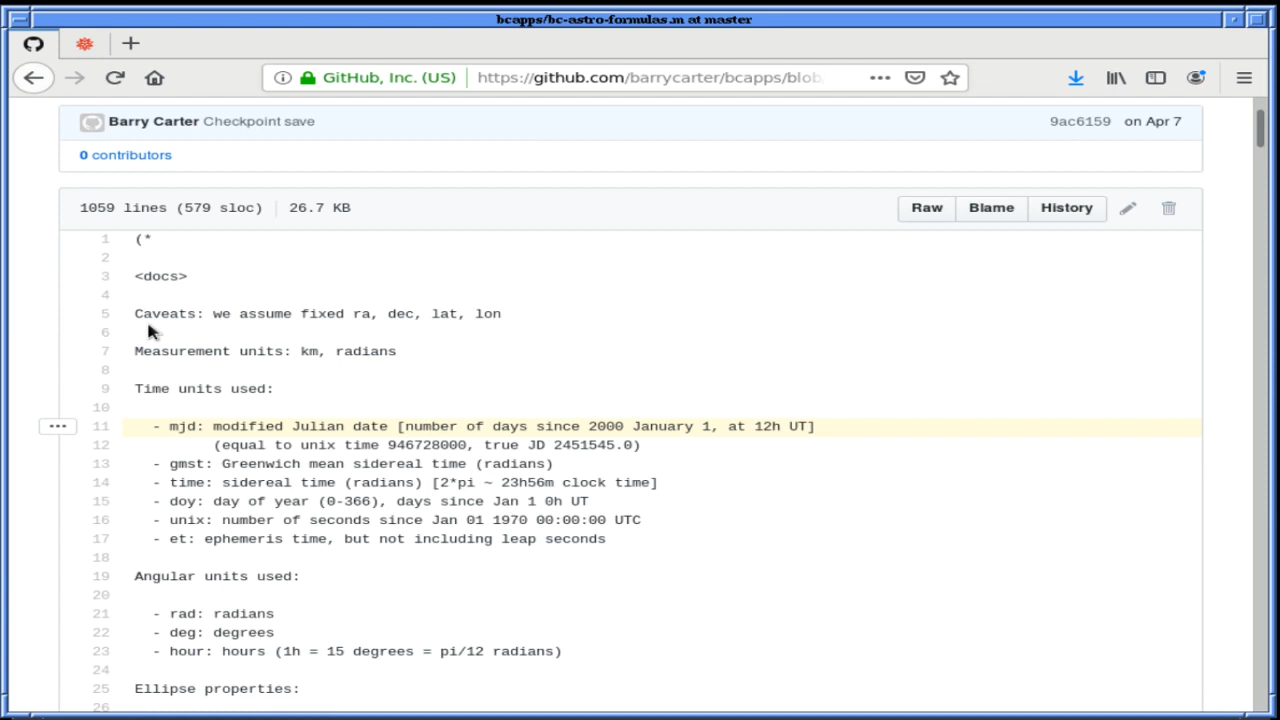 bcapps/bc-astro-formulas.m at master
GitHub, Inc. (US) https://github.com/barrycarter/bcapps/blob
Barry Carter Checkpoint save 9ac6159 on Apr 7
0 contributors
1059 lines (579 sloc) 26.7 KB Raw Blame History
1 (*
2
3 <docs>
4
5 Caveats: we assume fixed ra, dec, lat, lon
6
7 Measurement units: km, radians
8
9 Time units used:
10
11 - mjd: modified Julian date [number of days since 2000 January 1, at 12h UT]
12 (equal to unix time 946728000, true JD 2451545.0)
13 - gmst: Greenwich mean sidereal time (radians)
14 - time: sidereal time (radians) [2*pi ~ 23h56m clock time]
15 - doy: day of year (0-366), days since Jan 1 0h UT
16 - unix: number of seconds since Jan 01 1970 00:00:00 UTC
17 - et: ephemeris time, but not including leap seconds
18
19 Angular units used:
20
21 - rad: radians
22 - deg: degrees
23 - hour: hours (1h = 15 degrees = pi/12 radians)
24
25 Ellipse properties:
26